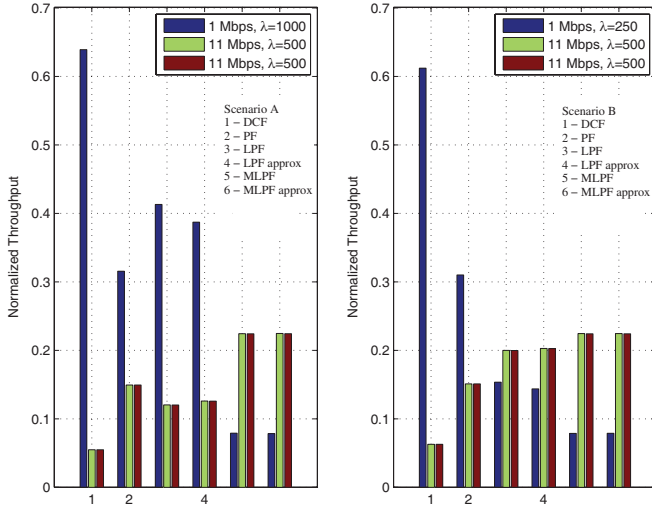 0.7
0.6
0.5
0.4
0.3
0.2
0.1
0
Normalized Throughput
1 Mbps, λ=1000
11 Mbps, λ=500
11 Mbps, λ=500
Scenario A
1 – DCF
2 – PF
3 – LPF
4 – LPF approx
5 – MLPF
6 – MLPF approx
1 2 4
0.7
0.6
0.5
0.4
0.3
0.2
0.1
0
Normalized Throughput
1 Mbps, λ=250
11 Mbps, λ=500
11 Mbps, λ=500
Scenario B
1 – DCF
2 – PF
3 – LPF
4 – LPF approx
5 – MLPF
6 – MLPF approx
1 2 4